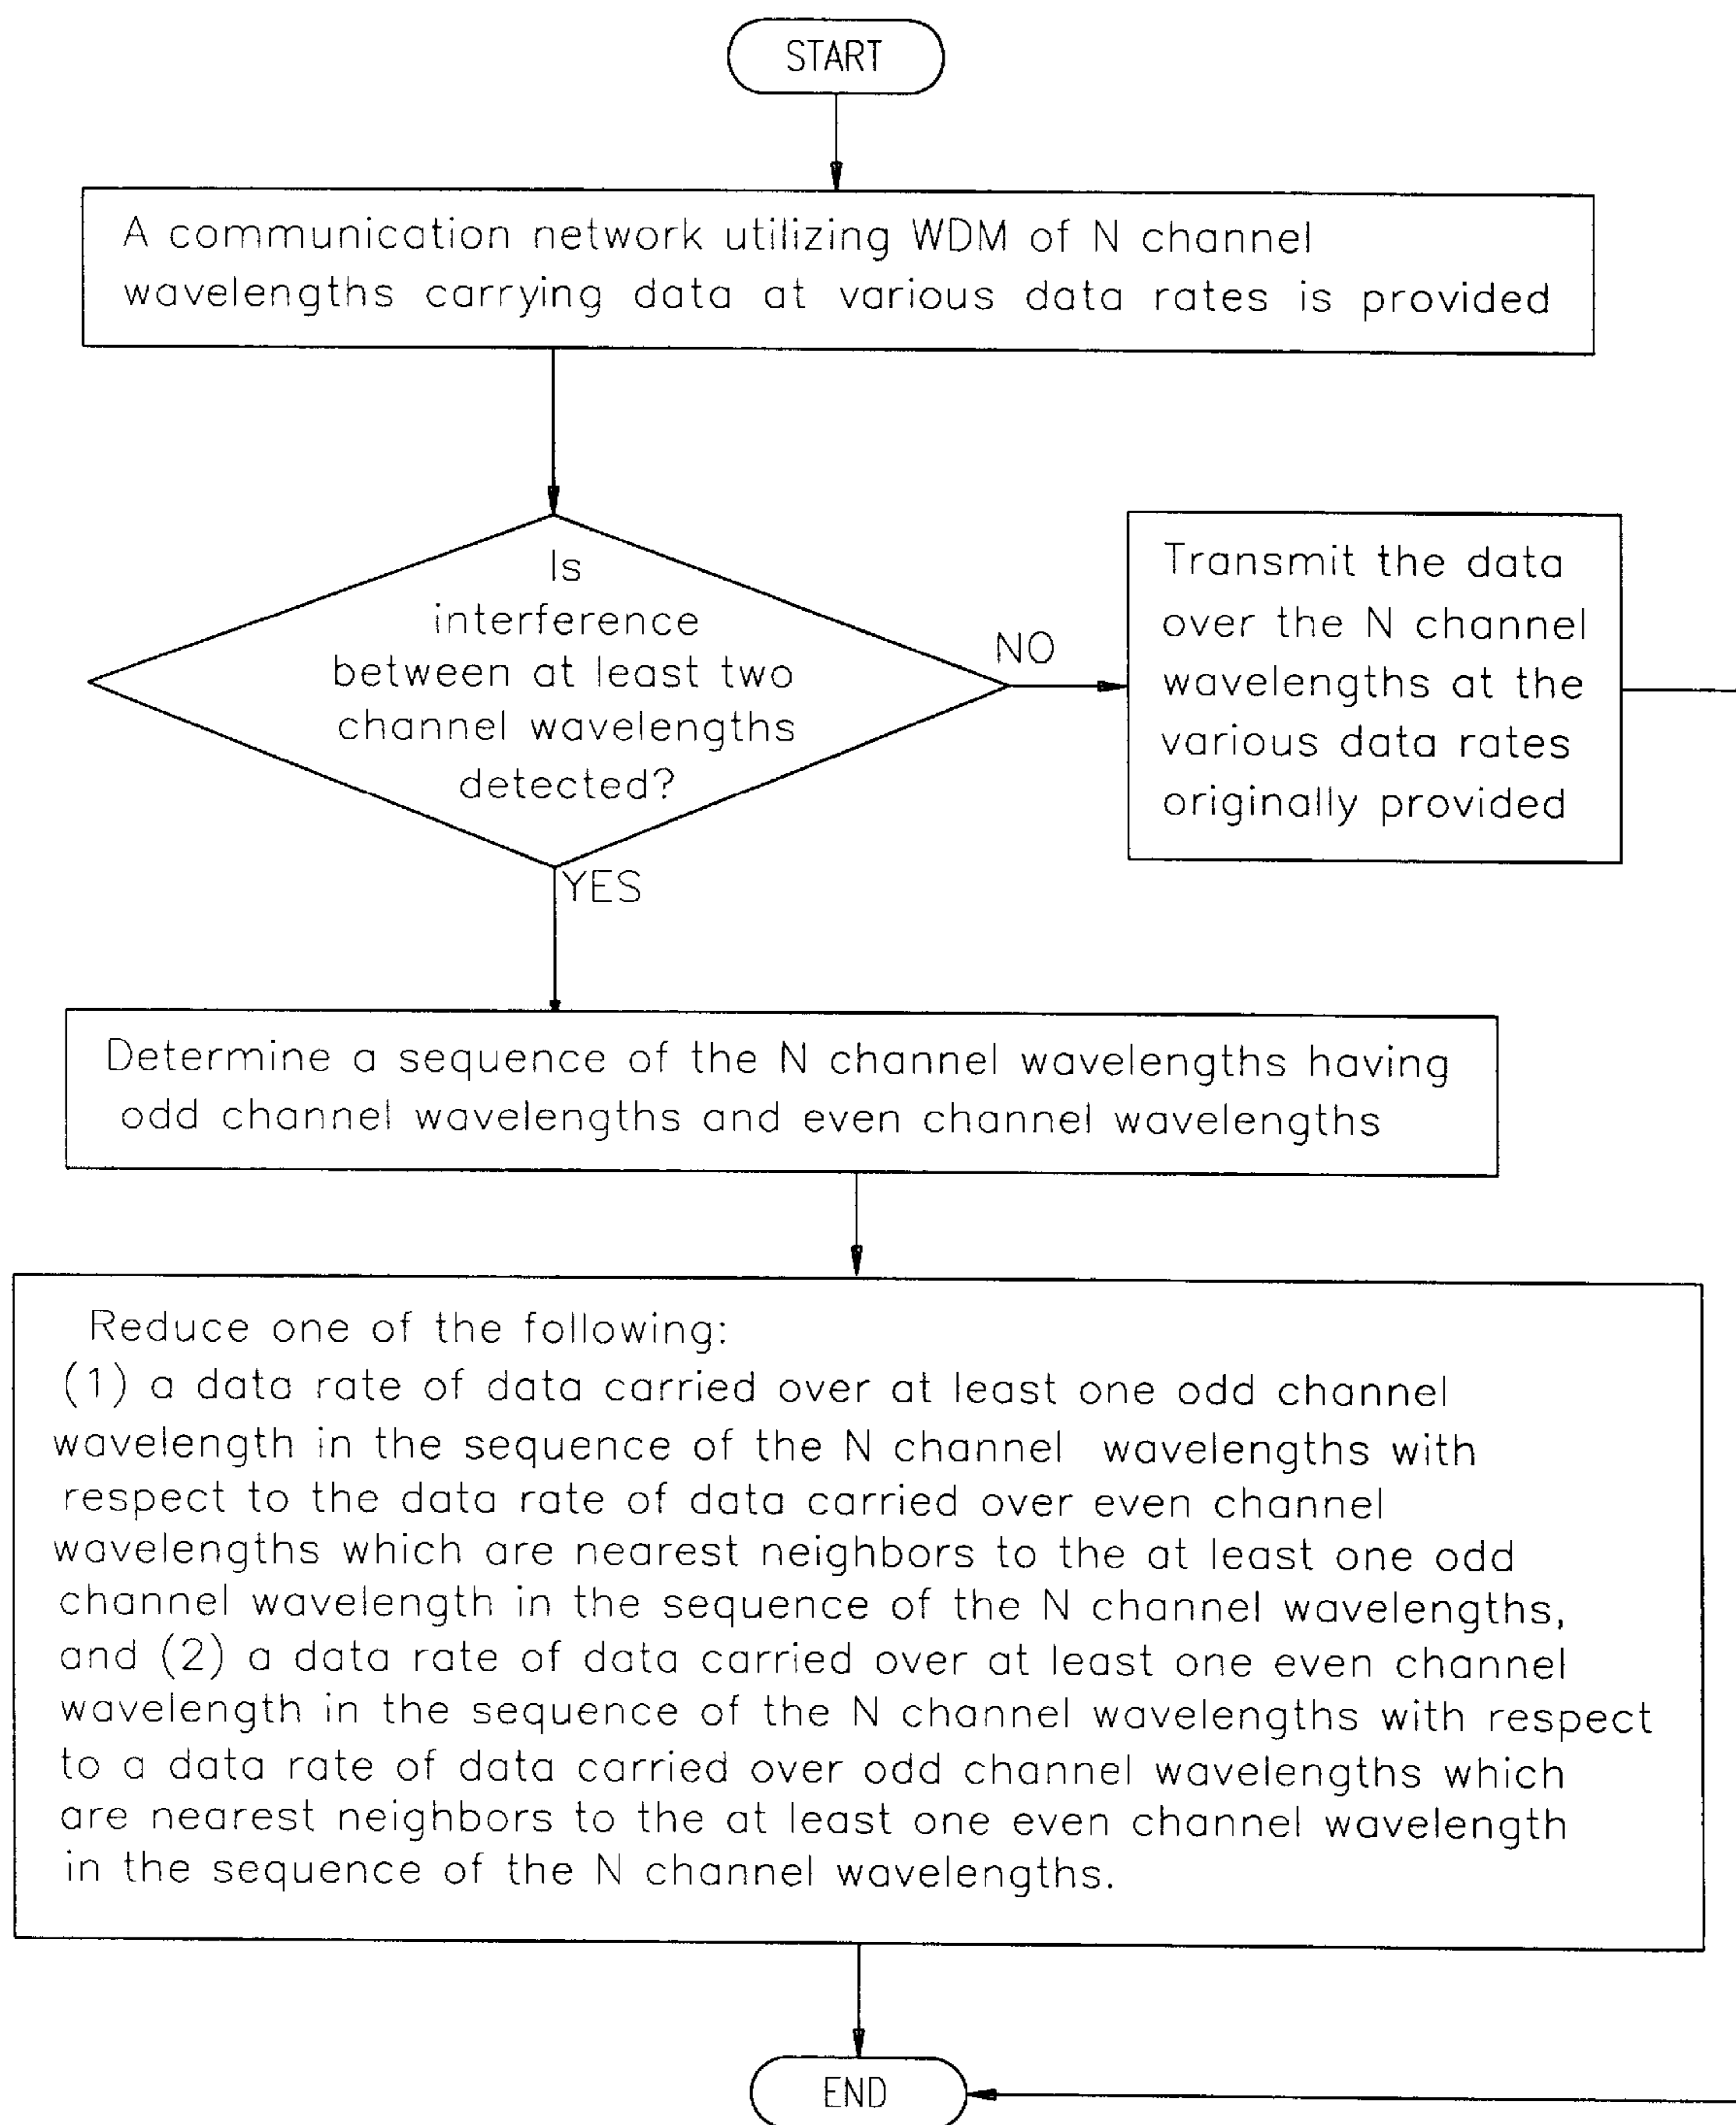 START
A communication network utilizing WDM of N channel
wavelengths carrying data at various data rates is provided
Is
interference
between at least two
channel wavelengths
detected?
NO
Transmit the data
over the N channel
wavelengths at the
various data rates
originally provided
YES
Determine a sequence of the N channel wavelengths having
odd channel wavelengths and even channel wavelengths
Reduce one of the following:
(1) a data rate of data carried over at least one odd channel
wavelength in the sequence of the N channel wavelengths with
respect to the data rate of data carried over even channel
wavelengths which are nearest neighbors to the at least one odd
channel wavelength in the sequence of the N channel wavelengths,
and (2) a data rate of data carried over at least one even channel
wavelength in the sequence of the N channel wavelengths with respect
to a data rate of data carried over odd channel wavelengths which
are nearest neighbors to the at least one even channel wavelength
in the sequence of the N channel wavelengths.
END